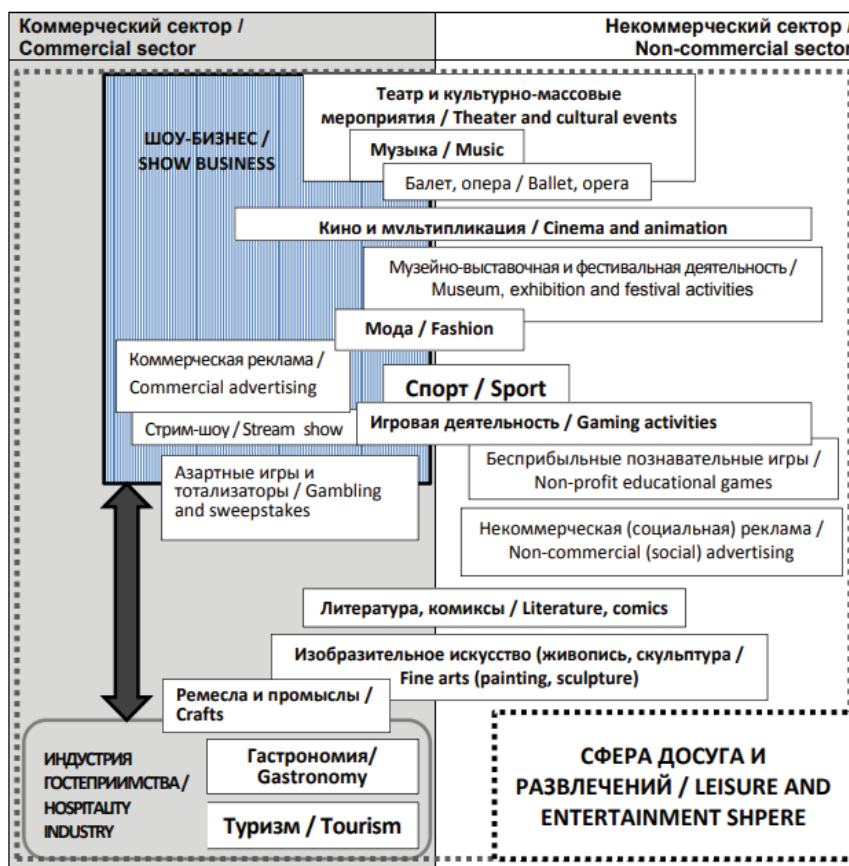 Коммерческий сектор /
Commercial sector
Некоммерческий сектор /
Non-commercial sector
ШОУ-БИЗНЕС /
SHOW BUSINESS
Театр и культурно-массовые
мероприятия / Theater and cultural events
Музыка / Music
Балет, опера / Ballet, opera
Кино и мультипликация / Cinema and animation
Музейно-выставочная и фестивальная деятельность /
Museum, exhibition and festival activities
Мода / Fashion
Коммерческая реклама /
Commercial advertising
Спорт / Sport
Стрим-шоу / Stream show
Игровая деятельность / Gaming activities
Азартные игры и
тотализаторы / Gambling
and sweepstakes
Бесприбыльные познавательные игры /
Non-profit educational games
Некоммерческая (социальная) реклама /
Non-commercial (social) advertising
Литература, комиксы / Literature, comics
Изобразительное искусство (живопись, скульптура /
Fine arts (painting, sculpture)
Ремесла и промыслы /
Crafts
ИНДУСТРИЯ
ГОСТЕПРИИМСТВА /
HOSPITALITY
INDUSTRY
Гастрономия/
Gastronomy
Туризм / Tourism
СФЕРА ДОСУГА И
РАЗВЛЕЧЕНИЙ / LEISURE AND
ENTERTAINMENT SHPERE